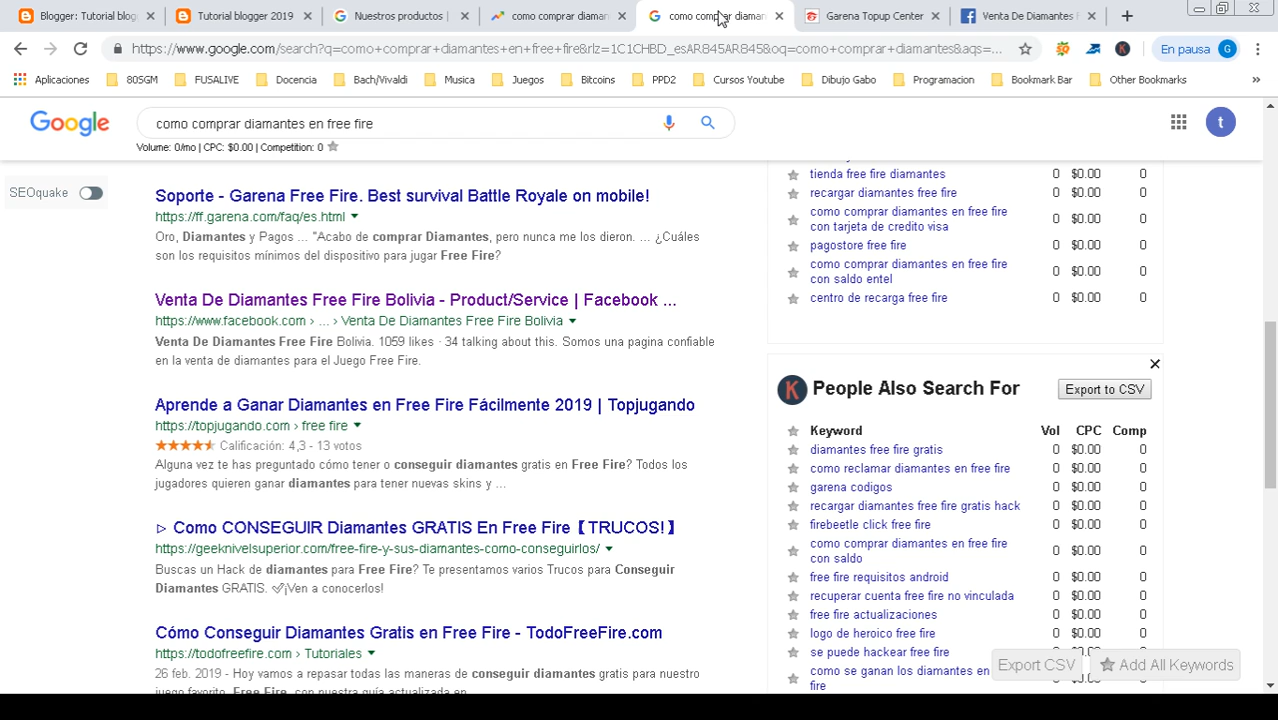 Blogger: Tutorial blog
Tutorial blogger 2019
Nuestros productos |
como comprar diaman
como comprar diaman
Garena Topup Center
Venta De Diamantes F
https://www.google.com/search?q=como+comprar+diamantes+en+free+fire&rlz=1C1CHBD_esAR845AR845&oq=como+comprar+diamantes&aqs=...
En pausa
G
Aplicaciones
805GM
FUSALIVE
Docencia
Bach/Vivaldi
Musica
Juegos
Bitcoins
PPD2
Cursos Youtube
Dibujo Gabo
Programacion
Bookmark Bar
Other Bookmarks
Google
como comprar diamantes en free fire
t
Volume: 0/mo | CPC: $0.00 | Competition: 0
SEOquake
Soporte - Garena Free Fire. Best survival Battle Royale on mobile!
https://ff.garena.com/faq/es.html
Oro, Diamantes y Pagos ... "Acabo de comprar Diamantes, pero nunca me los dieron. ... ¿Cuáles
son los requisitos mínimos del dispositivo para jugar Free Fire?
Venta De Diamantes Free Fire Bolivia - Product/Service | Facebook ...
https://www.facebook.com › ... › Venta De Diamantes Free Fire Bolivia
Venta De Diamantes Free Fire Bolivia. 1059 likes · 34 talking about this. Somos una pagina confiable
en la venta de diamantes para el Juego Free Fire.
Aprende a Ganar Diamantes en Free Fire Fácilmente 2019 | Topjugando
https://topjugando.com › free fire
Calificación: 4,3 - 13 votos
Alguna vez te has preguntado cómo tener o conseguir diamantes gratis en Free Fire? Todos los
jugadores quieren ganar diamantes para tener nuevas skins y ...
▷ Como CONSEGUIR Diamantes GRATIS En Free Fire【TRUCOS!】
https://geeknivelsuperior.com/free-fire-y-sus-diamantes-como-conseguirlos/
Buscas un Hack de diamantes para Free Fire? Te presentamos varios Trucos para Conseguir
Diamantes GRATIS. ✅¡Ven a conocerlos!
Cómo Conseguir Diamantes Gratis en Free Fire - TodoFreeFire.com
https://todofreefire.com › Tutoriales
26 feb. 2019 - Hoy vamos a repasar todas las maneras de conseguir diamantes gratis para nuestro
juego favorito, Free Fire, con nuestra guía actualizada en
tienda free fire diamantes 0 $0.00 0
recargar diamantes free fire 0 $0.00 0
como comprar diamantes en free fire
con tarjeta de credito visa 0 $0.00 0
pagostore free fire 0 $0.00 0
como comprar diamantes en free fire
con saldo entel 0 $0.00 0
centro de recarga free fire 0 $0.00 0
K People Also Search For
Export to CSV
Keyword Vol CPC Comp
diamantes free fire gratis 0 $0.00 0
como reclamar diamantes en free fire 0 $0.00 0
garena codigos 0 $0.00 0
recargar diamantes free fire gratis hack 0 $0.00 0
firebeetle click free fire 0 $0.00 0
como comprar diamantes en free fire
con saldo 0 $0.00 0
free fire requisitos android 0 $0.00 0
recuperar cuenta free fire no vinculada 0 $0.00 0
free fire actualizaciones 0 $0.00 0
logo de heroico free fire 0 $0.00 0
se puede hackear free fire
como se ganan los diamantes en free
fire
Export CSV
Add All Keywords